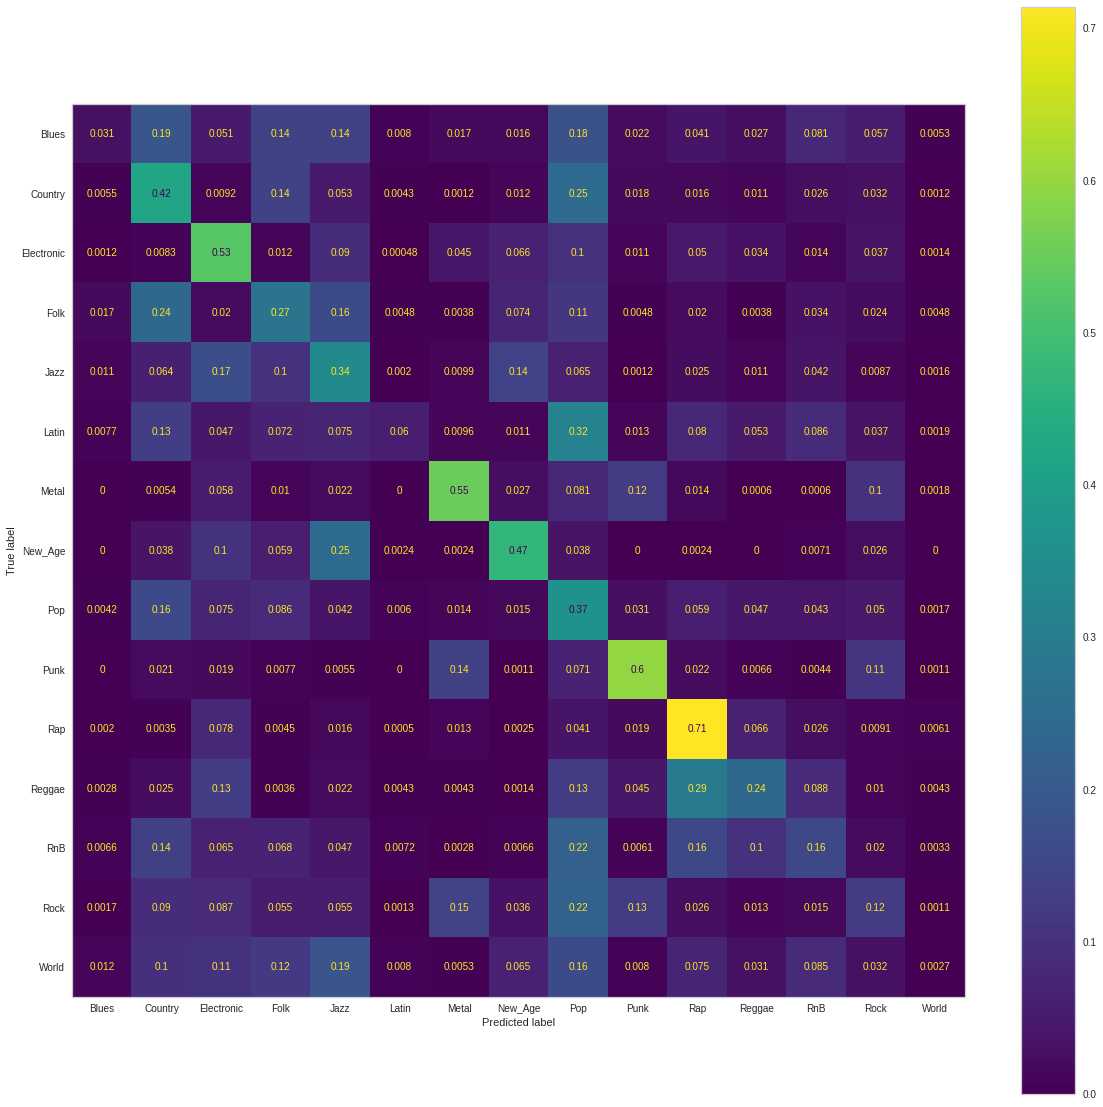 0.7
Blues 0.031 0.19 0.051 0.14 0.14 0.008 0.017 0.016 0.18 0.022 0.041 0.027 0.081 0.057 0.0053
0.6
Country 0.0055 0.42 0.0092 0.14 0.053 0.0043 0.0012 0.012 0.25 0.018 0.016 0.011 0.026 0.032 0.0012
Electronic 0.0012 0.0083 0.53 0.012 0.09 0.00048 0.045 0.066 0.1 0.011 0.05 0.034 0.014 0.037 0.0014
Folk 0.017 0.24 0.02 0.27 0.16 0.0048 0.0038 0.074 0.11 0.0048 0.02 0.0038 0.034 0.024 0.0048
0.5
Jazz 0.011 0.064 0.17 0.1 0.34 0.002 0.0099 0.14 0.065 0.0012 0.025 0.011 0.042 0.0087 0.0016
Latin 0.0077 0.13 0.047 0.072 0.075 0.06 0.0096 0.011 0.32 0.013 0.08 0.053 0.086 0.037 0.0019
0.4
Metal 0 0.0054 0.058 0.01 0.022 0 0.55 0.027 0.081 0.12 0.014 0.0006 0.0006 0.1 0.0018
True label
New_Age 0 0.038 0.1 0.059 0.25 0.0024 0.0024 0.47 0.038 0 0.0024 0 0.0071 0.026 0
Pop 0.0042 0.16 0.075 0.086 0.042 0.006 0.014 0.015 0.37 0.031 0.059 0.047 0.043 0.05 0.0017
0.3
Punk 0 0.021 0.019 0.0077 0.0055 0 0.14 0.0011 0.071 0.6 0.022 0.0066 0.0044 0.11 0.0011
Rap 0.002 0.0035 0.078 0.0045 0.016 0.0005 0.013 0.0025 0.041 0.019 0.71 0.066 0.026 0.0091 0.0061
Reggae 0.0028 0.025 0.13 0.0036 0.022 0.0043 0.0043 0.0014 0.13 0.045 0.29 0.24 0.088 0.01 0.0043
0.2
RnB 0.0066 0.14 0.065 0.068 0.047 0.0072 0.0028 0.0066 0.22 0.0061 0.16 0.1 0.16 0.02 0.0033
Rock 0.0017 0.09 0.087 0.055 0.055 0.0013 0.15 0.036 0.22 0.13 0.026 0.013 0.015 0.12 0.0011
0.1
World 0.012 0.1 0.11 0.12 0.19 0.008 0.0053 0.065 0.16 0.008 0.075 0.031 0.085 0.032 0.0027
Blues Country Electronic Folk Jazz Latin Metal New_Age Pop Punk Rap Reggae RnB Rock World
Predicted label
0.0